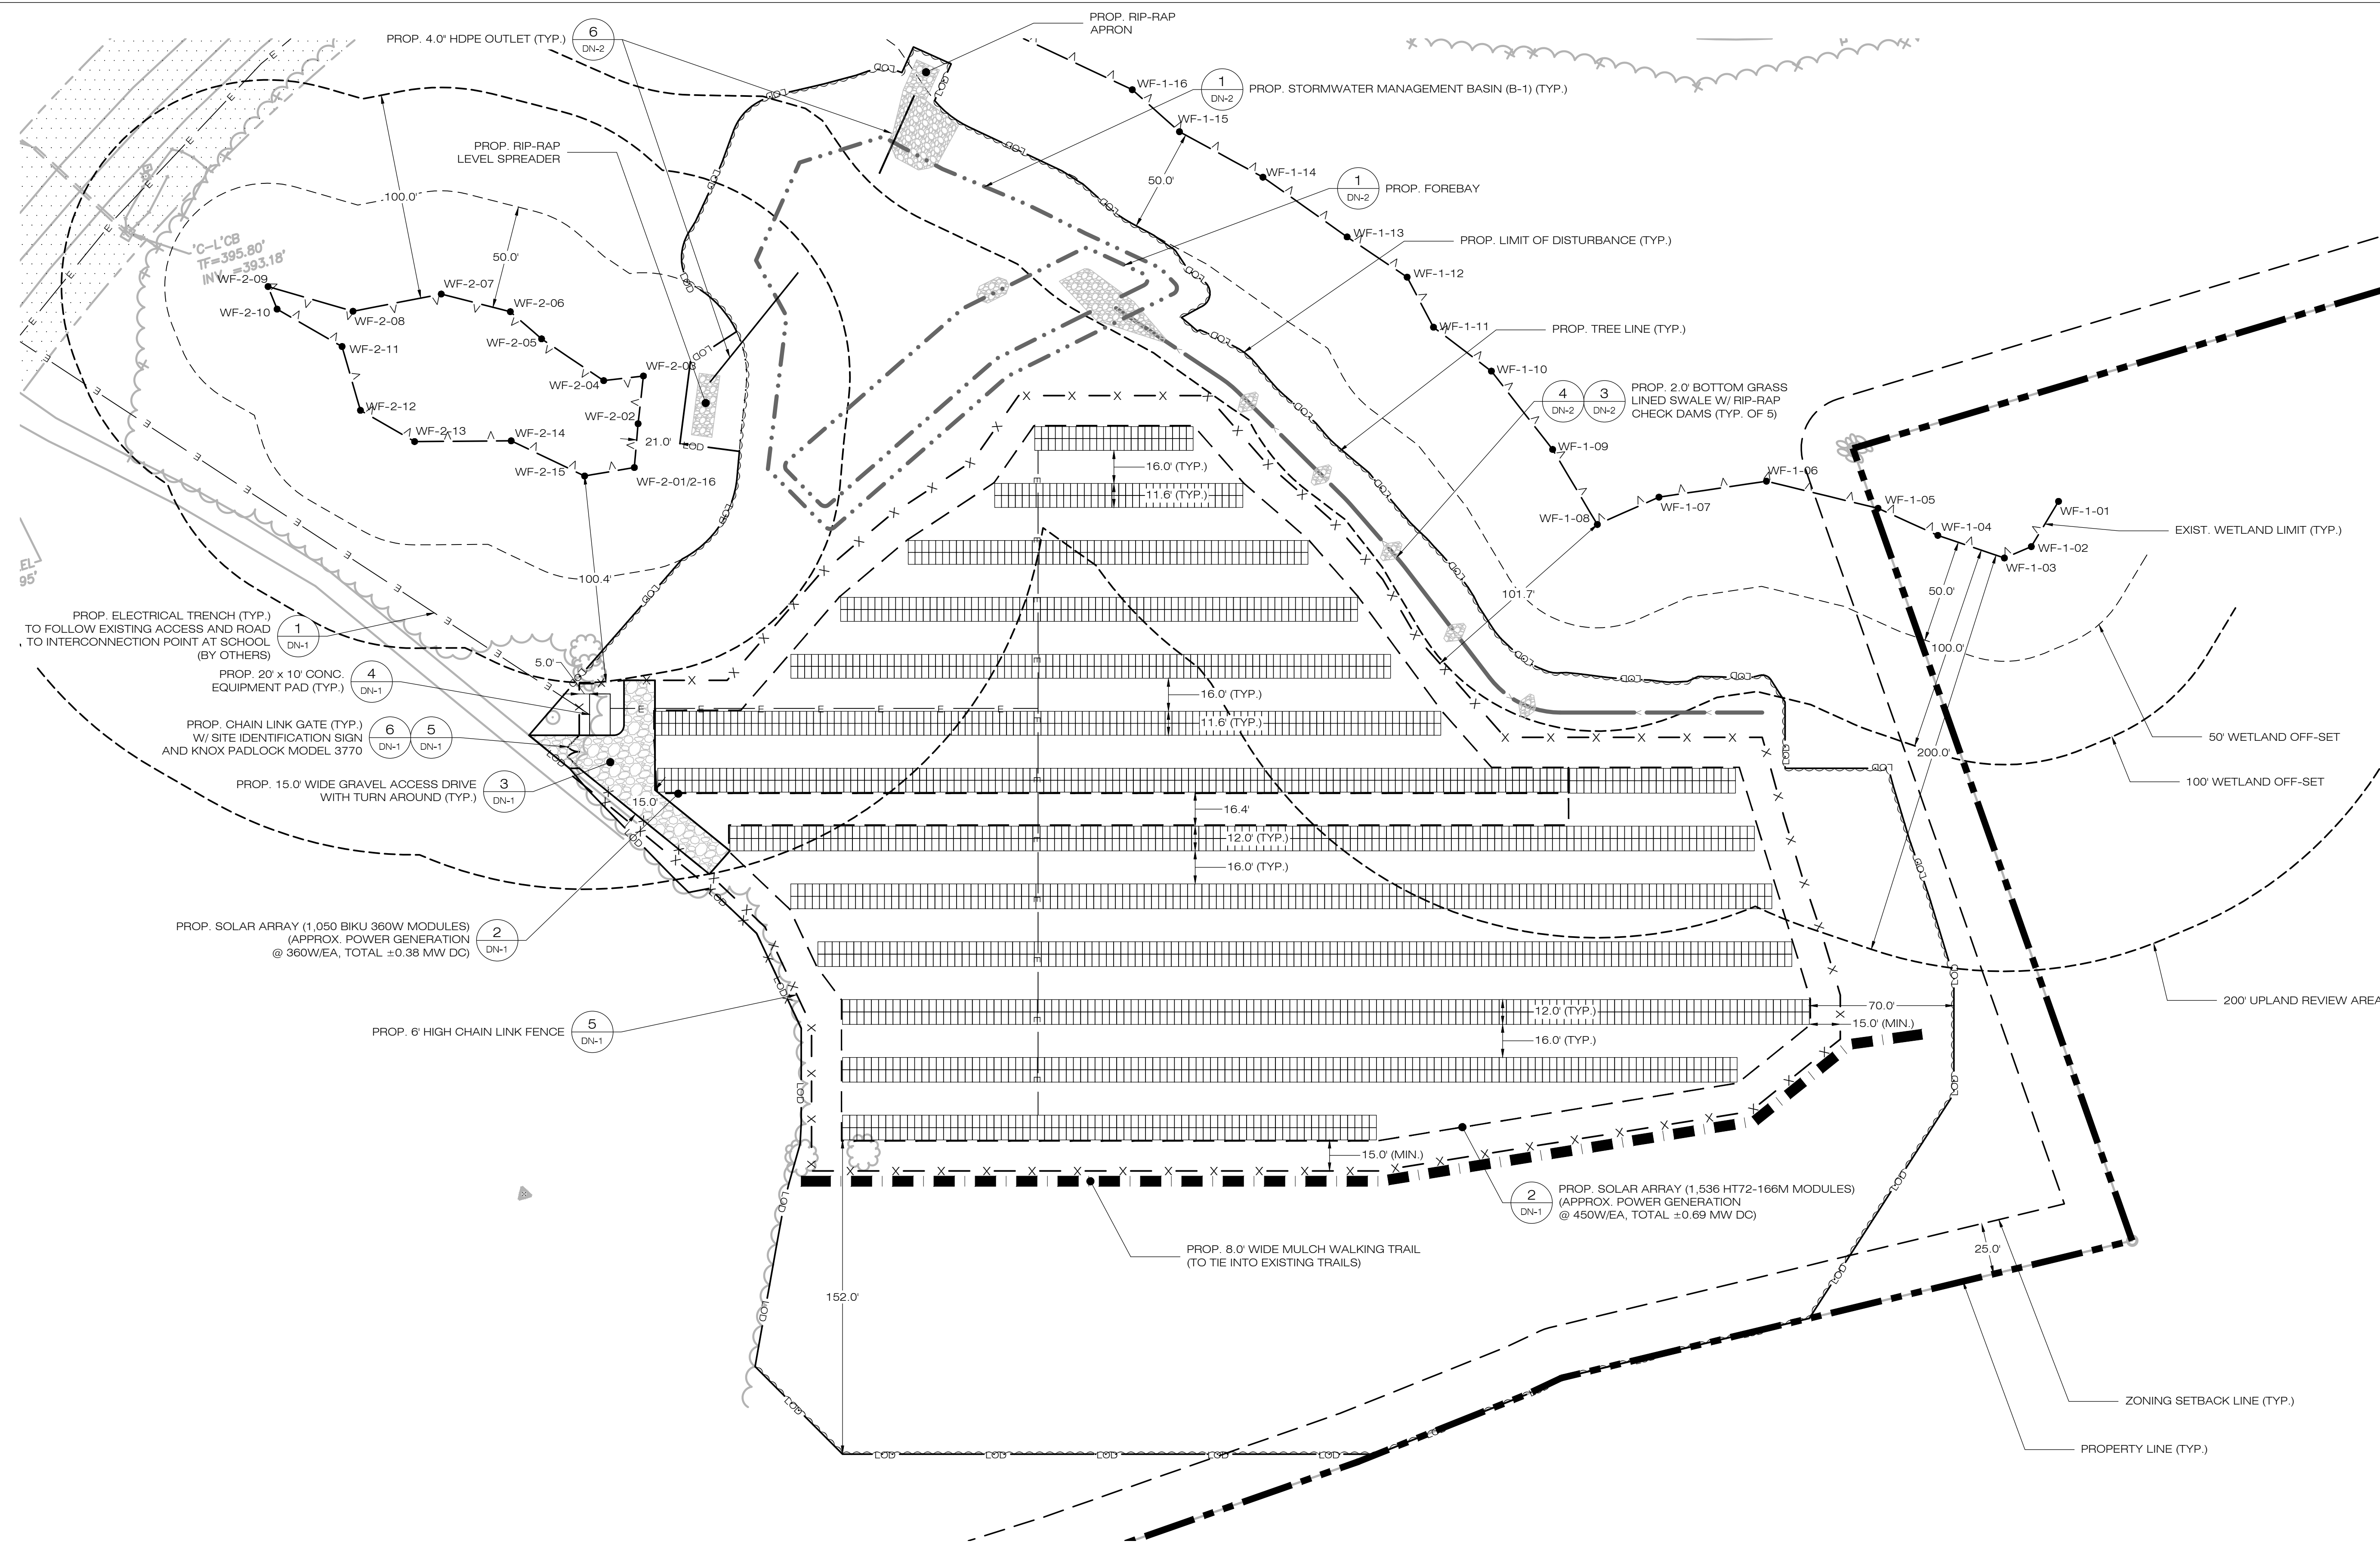 PROP. 4.0" HDPE OUTLET (TYP.)
6
DN-2
PROP. RIP-RAP
APRON
1
DN-2
PROP. STORMWATER MANAGEMENT BASIN (B-1) (TYP.)
PROP. RIP-RAP
LEVEL SPREADER
1
DN-2
PROP. FOREBAY
PROP. LIMIT OF DISTURBANCE (TYP.)
PROP. TREE LINE (TYP.)
4
DN-2
3
DN-2
PROP. 2.0' BOTTOM GRASS
LINED SWALE W/ RIP-RAP
CHECK DAMS (TYP. OF 5)
WF-1-16
WF-1-15
WF-1-14
WF-1-13
WF-1-12
WF-1-11
WF-1-10
WF-1-09
WF-1-08
WF-1-07
WF-1-06
WF-1-05
WF-1-04
WF-1-03
WF-1-02
WF-1-01
EXIST. WETLAND LIMIT (TYP.)
'C-L'CB
TF=395.80'
INV. =393.18'
100.0'
50.0'
50.0'
WF-2-09
WF-2-10
WF-2-08
WF-2-07
WF-2-06
WF-2-05
WF-2-11
WF-2-04
WF-2-03
WF-2-12
WF-2-02
WF-2-13
WF-2-14
WF-2-15
WF-2-01/2-16
21.0'
100.4'
EL-
95'
16.0' (TYP.)
11.6' (TYP.)
101.7'
50.0'
100.0'
200.0'
PROP. ELECTRICAL TRENCH (TYP.)
TO FOLLOW EXISTING ACCESS AND ROAD
TO INTERCONNECTION POINT AT SCHOOL
(BY OTHERS)
1
DN-1
5.0'
PROP. 20' x 10' CONC.
EQUIPMENT PAD (TYP.)
4
DN-1
PROP. CHAIN LINK GATE (TYP.)
W/ SITE IDENTIFICATION SIGN
AND KNOX PADLOCK MODEL 3770
6
DN-1
5
DN-1
PROP. 15.0' WIDE GRAVEL ACCESS DRIVE
WITH TURN AROUND (TYP.)
3
DN-1
15.0'
16.0' (TYP.)
11.6' (TYP.)
16.4'
12.0' (TYP.)
16.0' (TYP.)
50' WETLAND OFF-SET
100' WETLAND OFF-SET
PROP. SOLAR ARRAY (1,050 BIKU 360W MODULES)
(APPROX. POWER GENERATION
@ 360W/EA, TOTAL ±0.38 MW DC)
2
DN-1
PROP. 6' HIGH CHAIN LINK FENCE
5
DN-1
12.0' (TYP.)
16.0' (TYP.)
70.0'
15.0' (MIN.)
200' UPLAND REVIEW AREA
15.0' (MIN.)
2
DN-1
PROP. SOLAR ARRAY (1,536 HT72-166M MODULES)
(APPROX. POWER GENERATION
@ 450W/EA, TOTAL ±0.69 MW DC)
PROP. 8.0' WIDE MULCH WALKING TRAIL
(TO TIE INTO EXISTING TRAILS)
152.0'
25.0'
ZONING SETBACK LINE (TYP.)
PROPERTY LINE (TYP.)